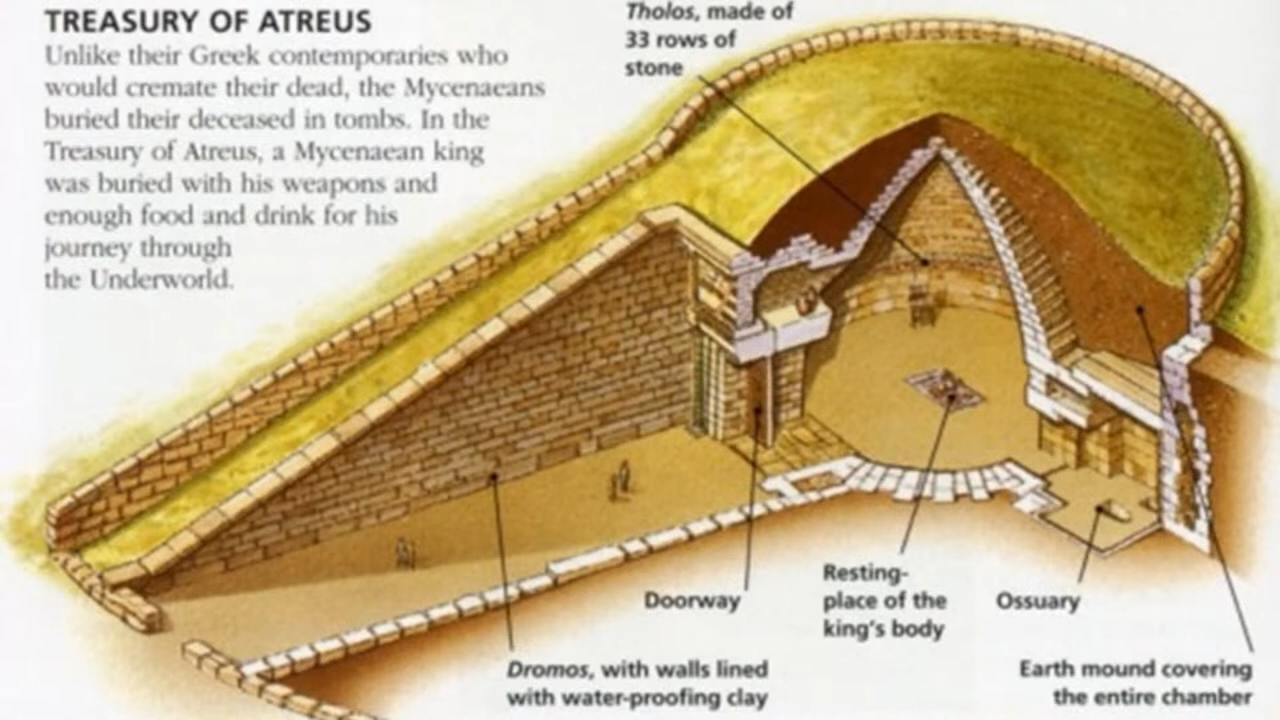 TREASURY OF ATREUS
Unlike their Greek contemporaries who
would cremate their dead, the Mycenaeans
buried their deceased in tombs. In the
Treasury of Atreus, a Mycenaean king
was buried with his weapons and
enough food and drink for his
journey through
the Underworld.
Tholos, made of
33 rows of
stone
Doorway
Resting-
place of the
king's body
Ossuary
Dromos, with walls lined
with water-proofing clay
Earth mound covering
the entire chamber